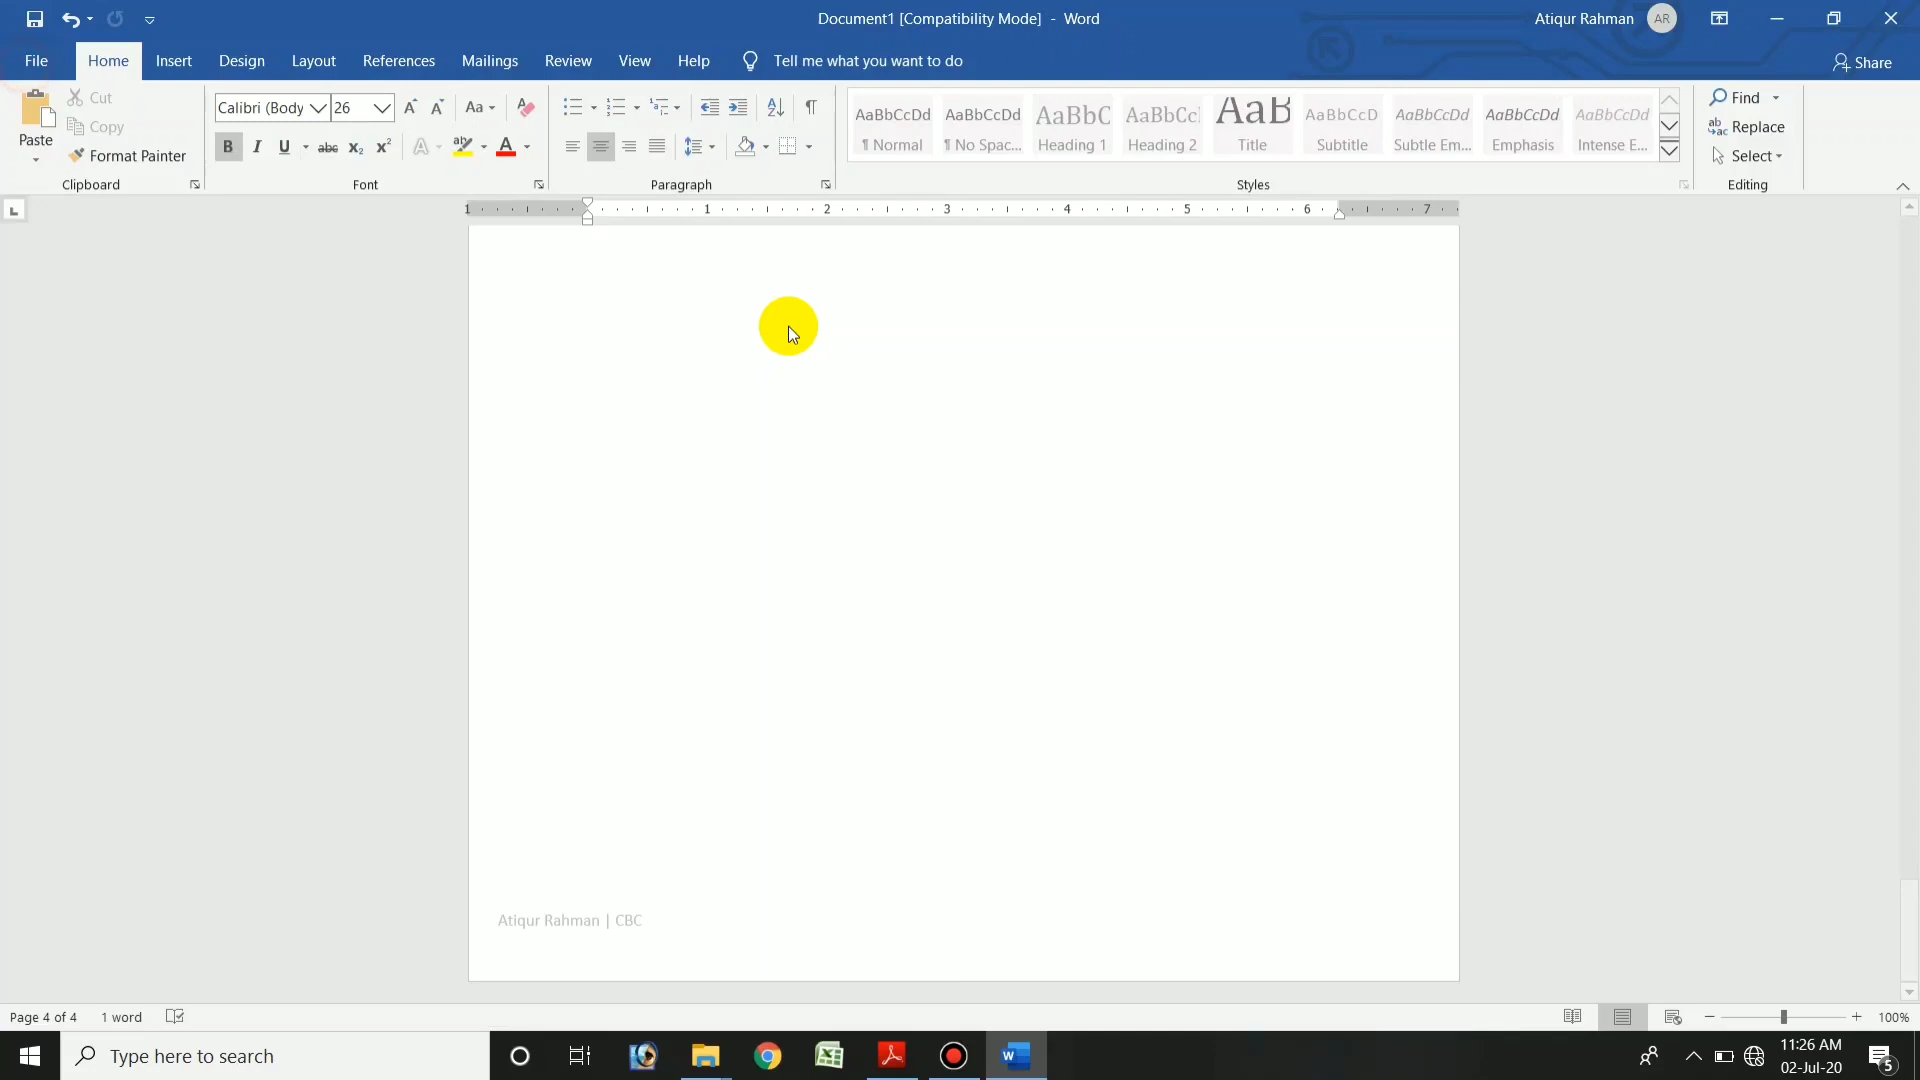 Document1 [Compatibility Mode] - Word
Atiqur Rahman AR
File Home Insert Design Layout References Mailings Review View Help Tell me what you want to do Share
Paste
Cut
Copy
Format Painter
Clipboard
Calibri (Body 26
Font
Paragraph
AaBbCcDd AaBbCcDd AaBbC AaBbCc AaB AaBbCcD AaBbCcDd AaBbCcDd AaBbCcDd
¶ Normal ¶ No Spac... Heading 1 Heading 2 Title Subtitle Subtle Em... Emphasis Intense E...
Styles
Find
Replace
Select
Editing
1 1 2 3 4 5 6 7
Atiqur Rahman | CBC
Page 4 of 4 1 word 100%
Type here to search
11:26 AM
02-Jul-20
5